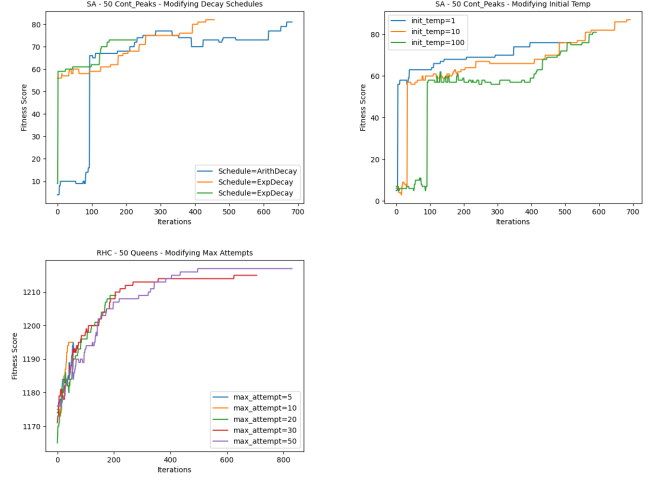 SA - 50 Cont_Peaks - Modifying Decay Schedules
80
70
60
50
40
30
20
10
Fitness Score
0
100
200
300
400
500
600
700
Iterations
Schedule=ArithDecay
Schedule=ExpDecay
Schedule=ExpDecay
SA - 50 Cont_Peaks - Modifying Initial Temp
80
60
40
20
0
Fitness Score
0
100
200
300
400
500
600
700
Iterations
init_temp=1
init_temp=10
init_temp=100
RHC - 50 Queens - Modifying Max Attempts
1210
1200
1190
1180
1170
Fitness Score
0
200
400
600
800
Iterations
max_attempt=5
max_attempt=10
max_attempt=20
max_attempt=30
max_attempt=50